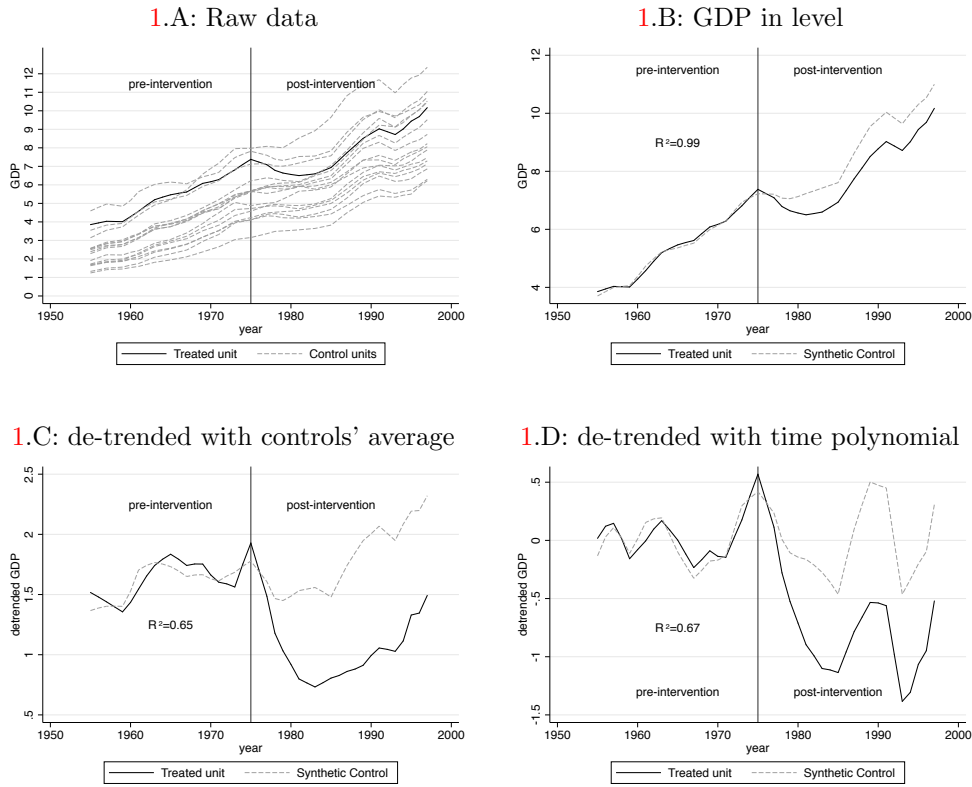 1.A: Raw data
pre-intervention
post-intervention
GDP
0 1 2 3 4 5 6 7 8 9 10 11 12
1950 1960 1970 1980 1990 2000
year
Treated unit
Control units
1.B: GDP in level
pre-intervention
post-intervention
R²=0.99
GDP
4 6 8 10 12
1950 1960 1970 1980 1990 2000
year
Treated unit
Synthetic Control
1.C: de-trended with controls' average
pre-intervention
post-intervention
R²=0.65
detrended GDP
.5 1 1.5 2 2.5
1950 1960 1970 1980 1990 2000
year
Treated unit
Synthetic Control
1.D: de-trended with time polynomial
R²=0.67
pre-intervention
post-intervention
detrended GDP
-1.5 -1 -.5 0 .5
1950 1960 1970 1980 1990 2000
year
Treated unit
Synthetic Control